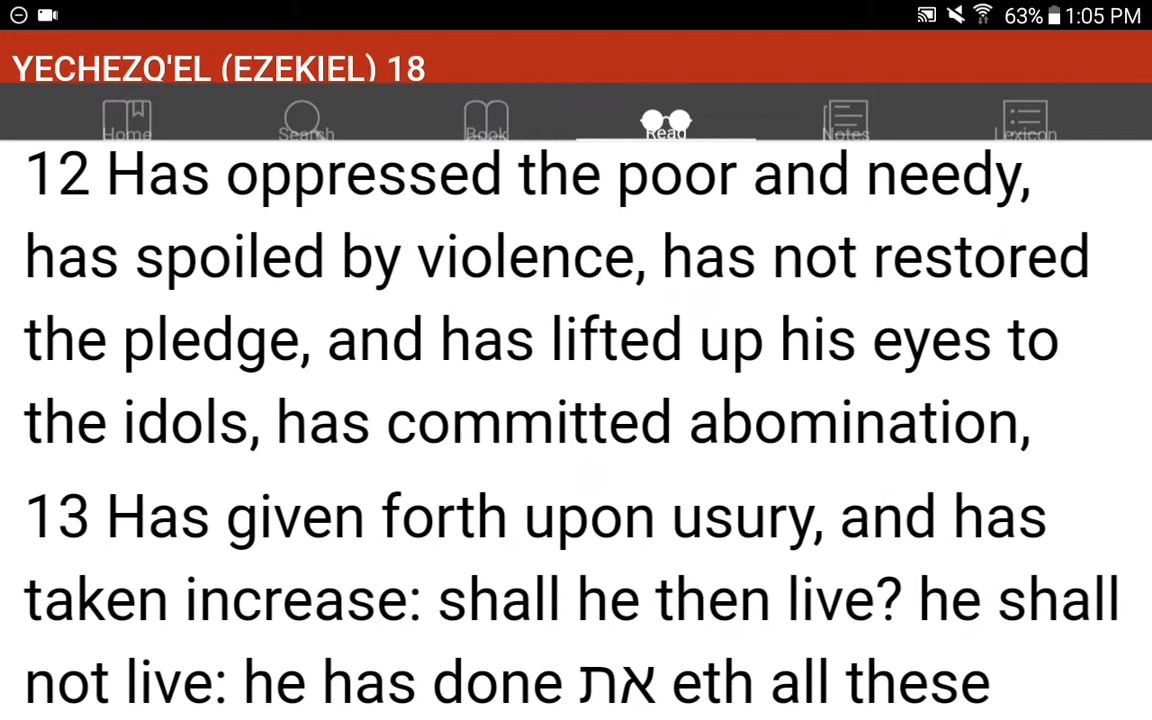 63% 1:05 PM
YECHEZQ'EL (EZEKIEL) 18
Home Search Book Read Notes Lexicon
12 Has oppressed the poor and needy,
has spoiled by violence, has not restored
the pledge, and has lifted up his eyes to
the idols, has committed abomination,
13 Has given forth upon usury, and has
taken increase: shall he then live? he shall
not live: he has done את eth all these